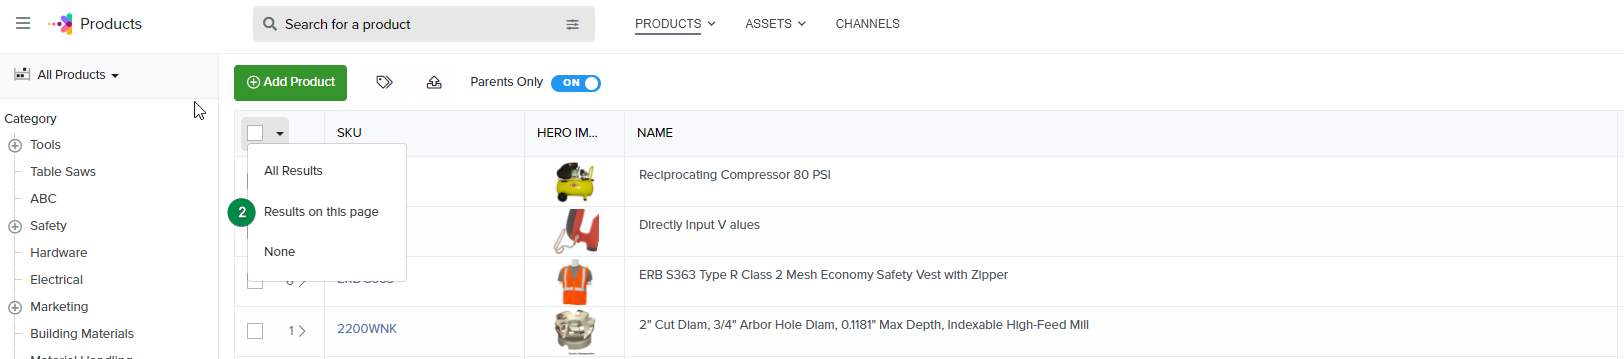 Products
Search for a product
PRODUCTS
ASSETS
CHANNELS
All Products
Add Product
Parents Only
ON
Category
Tools
Table Saws
ABC
Safety
Hardware
Electrical
Marketing
Building Materials
Material Handling
SKU
HERO IM...
NAME
All Results
2
Results on this page
None
Reciprocating Compressor 80 PSI
Directly Input V alues
ERB S363 Type R Class 2 Mesh Economy Safety Vest with Zipper
1
2200WNK
2" Cut Diam, 3/4" Arbor Hole Diam, 0.1181" Max Depth, Indexable High-Feed Mill